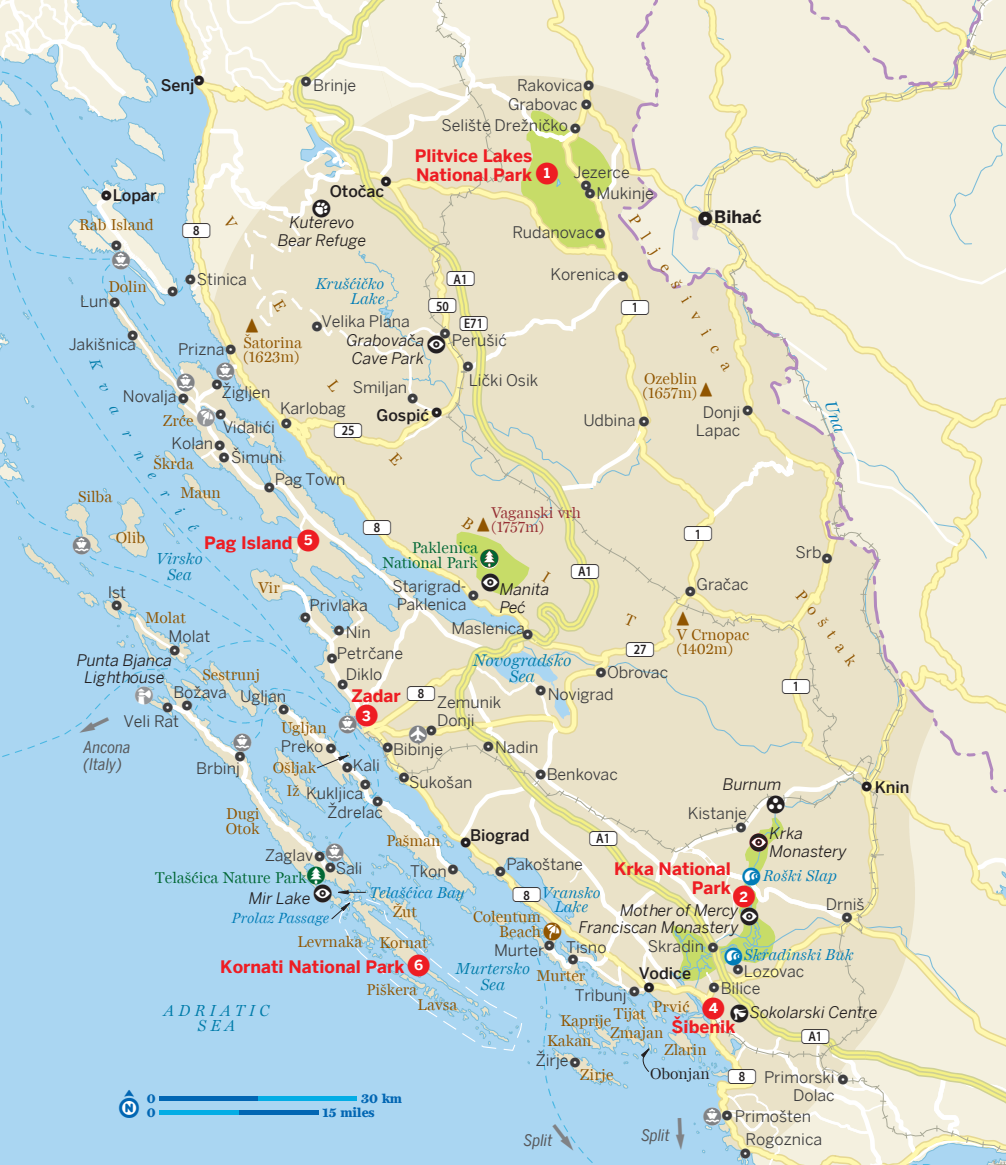 Senj
Brinje
Rakovica
Grabovac
Selište Drežničko
Plitvice Lakes
National Park
1
Jezerce
Mukinje
Otočac
Lopar
Kuterevo
Bear Refuge
Bihać
Rab Island
8
V
Rudanovac
Plješivica
Stinica
Korenica
A1
Dolin
Krušćičko
Lake
Lun
E
50
1
E71
Velika Plana
Jakišnica
Šatorina
(1623m)
Grabovača
Cave Park
Perušić
Prizna
Kvarnerić
Lički Osik
L
Smiljan
Ozeblin
(1657m)
Novalja
Žigljen
Karlobag
Gospić
Donji
Lapac
Una
Zrće
Vidalići
25
Udbina
Kolan
Šimuni
E
Škrda
Pag Town
Maun
Silba
Vaganski vrh
(1757m)
B
8
1
Olib
Pag Island
5
Paklenica
National Park
Srb
Virsko
Sea
A1
Vir
Starigrad-
Paklenica
Manita
Peć
I
Gračac
Ist
Privlaka
Poštak
Molat
Nin
Maslenica
T
V Crnopac
(1402m)
Molat
Petrčane
27
Punta Bjanca
Lighthouse
Novogradsko
Sea
Obrovac
Sestrunj
Diklo
Božava
Ugljan
Zadar
3
8
Zemunik
Donji
Novigrad
1
Veli Rat
Ugljan
Ancona
(Italy)
Preko
Bibinje
Nadin
Brbinj
Ošljak
Kali
Sukošan
Benkovac
Burnum
Knin
Iž
Kukljica
Ždrelac
Kistanje
Dugi
Otok
Pašman
Biograd
A1
Krka
Monastery
Zaglav
Sali
Tkon
Pakoštane
Krka National
Park
2
Roški Slap
Telašćica Nature Park
Mir Lake
Telašćica Bay
8
Vransko
Lake
Drniš
Prolaz Passage
Žut
Colentum
Beach
Mother of Mercy
Franciscan Monastery
Levrnaka
Kornat
Murter
Tisno
Skradin
Skradinski Buk
Kornati National Park
6
Murtersko
Sea
Murter
Vodice
Lozovac
Piškera
Tribunj
Bilice
Lavsa
Prvić
4
Sokolarski Centre
ADRIATIC
SEA
Tijat
Kaprije
Zmajan
Šibenik
Kakan
Zlarin
A1
Žirje
Žirje
Obonjan
8
Primorski
Dolac
N
0
30 km
0
15 miles
Primošten
Split
Split
Rogoznica